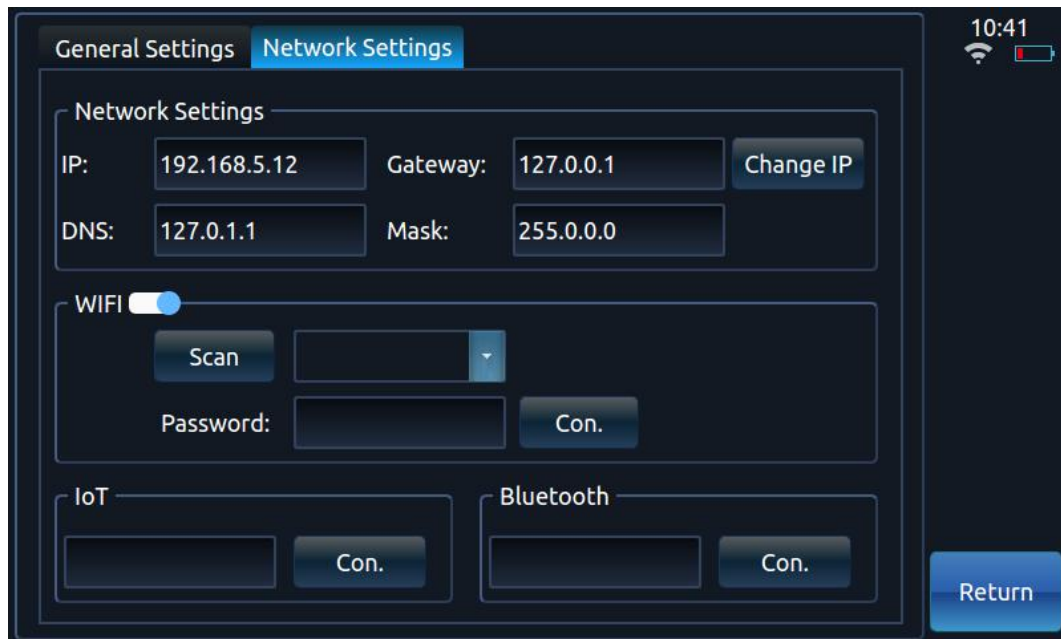 General Settings
Network Settings
10:41
Network Settings
IP:
192.168.5.12
Gateway:
127.0.0.1
Change IP
DNS:
127.0.1.1
Mask:
255.0.0.0
WIFI
Scan
Password:
Con.
IoT
Con.
Bluetooth
Con.
Return